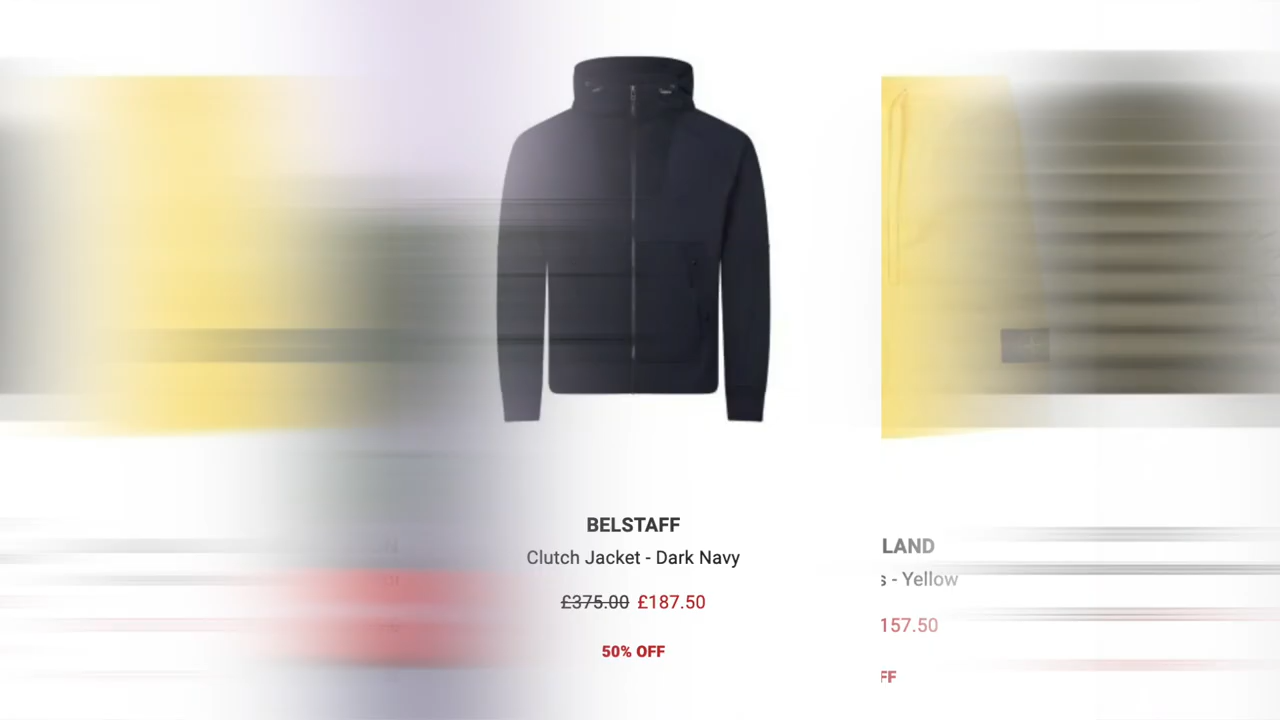 BELSTAFF
Clutch Jacket - Dark Navy
£375.00 £187.50
50% OFF
LAND
s - Yellow
157.50
FF